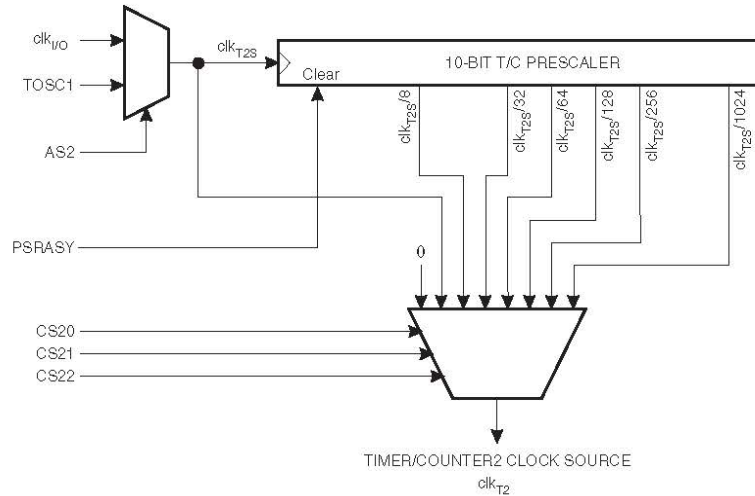 clkI/O
clkT2S
10-BIT T/C PRESCALER
TOSC1
Clear
clkT2S/8
clkT2S/32
clkT2S/64
clkT2S/128
clkT2S/256
clkT2S/1024
AS2
PSRASY
0
CS20
CS21
CS22
TIMER/COUNTER2 CLOCK SOURCE
clkT2